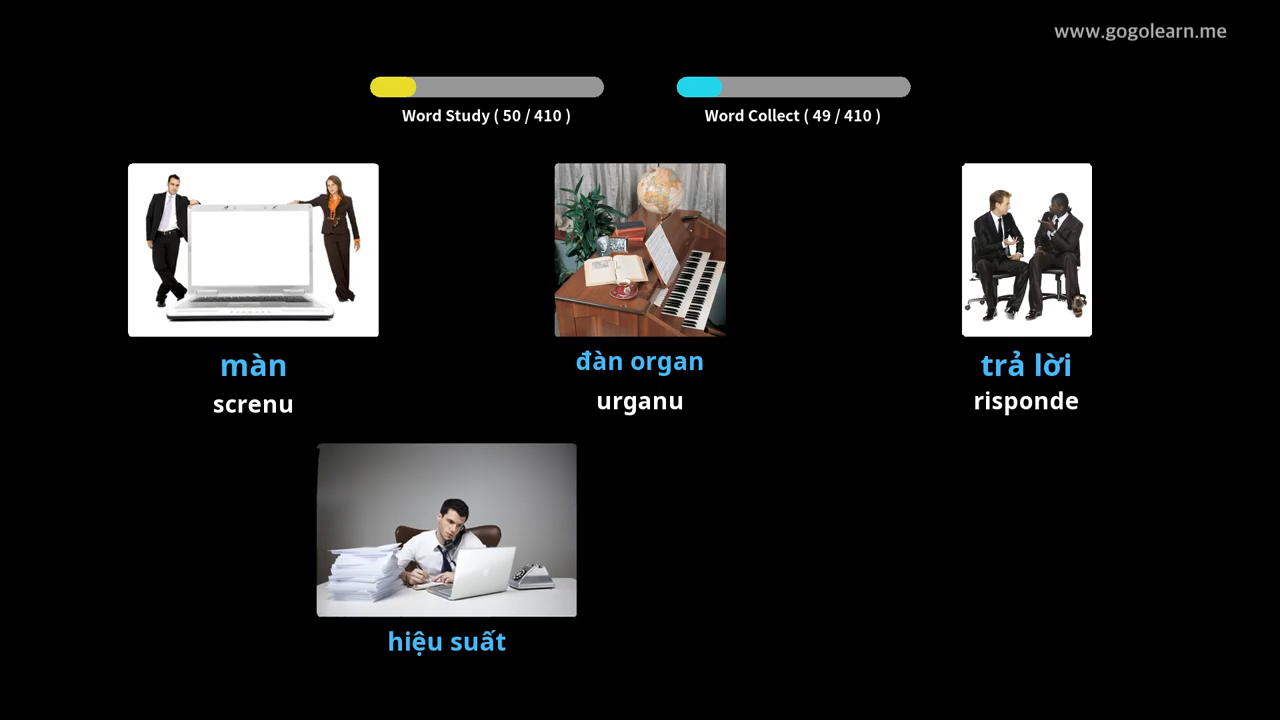 www.gogolearn.me
Word Study ( 50 / 410 )
Word Collect ( 49 / 410 )
màn
screnu
đàn organ
urganu
trả lời
risponde
hiệu suất